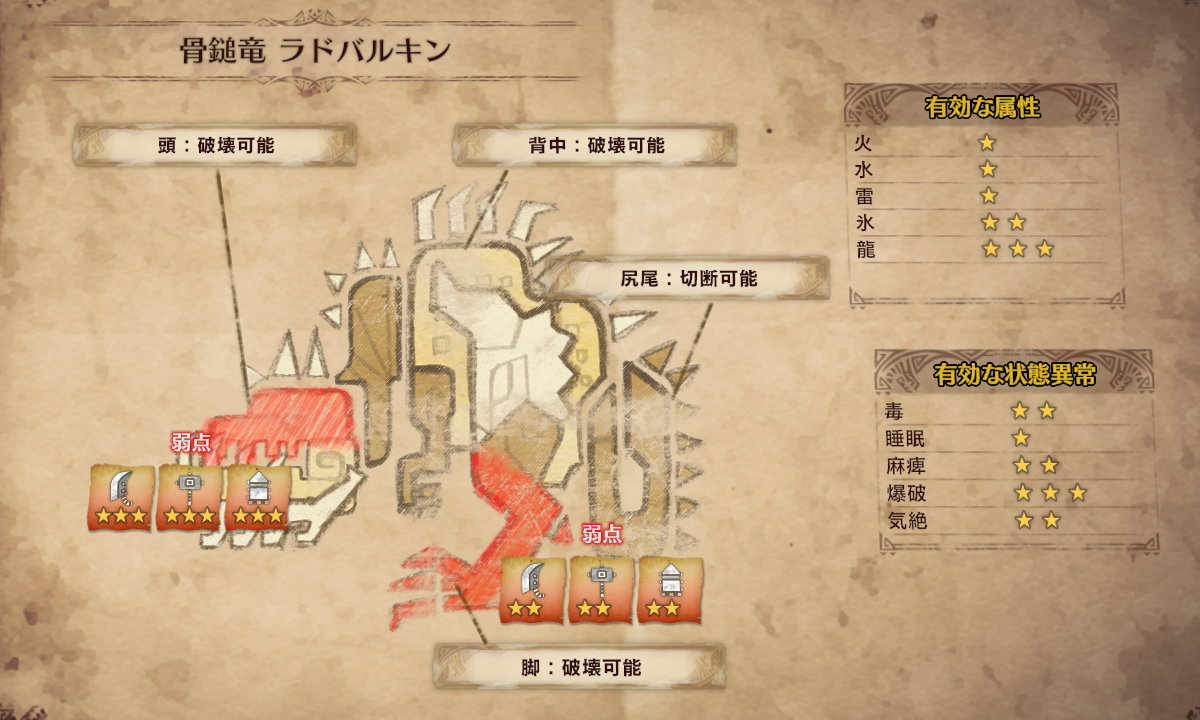 骨鎚竜 ラドバルキン
頭：破壊可能
背中：破壊可能
尻尾：切断可能
弱点
弱点
脚：破壊可能
有効な属性
火 ★
水 ★
雷 ★
氷 ★★
龍 ★★★
有効な状態異常
毒 ★★
睡眠 ★
麻痺 ★★
爆破 ★★★
気絶 ★★